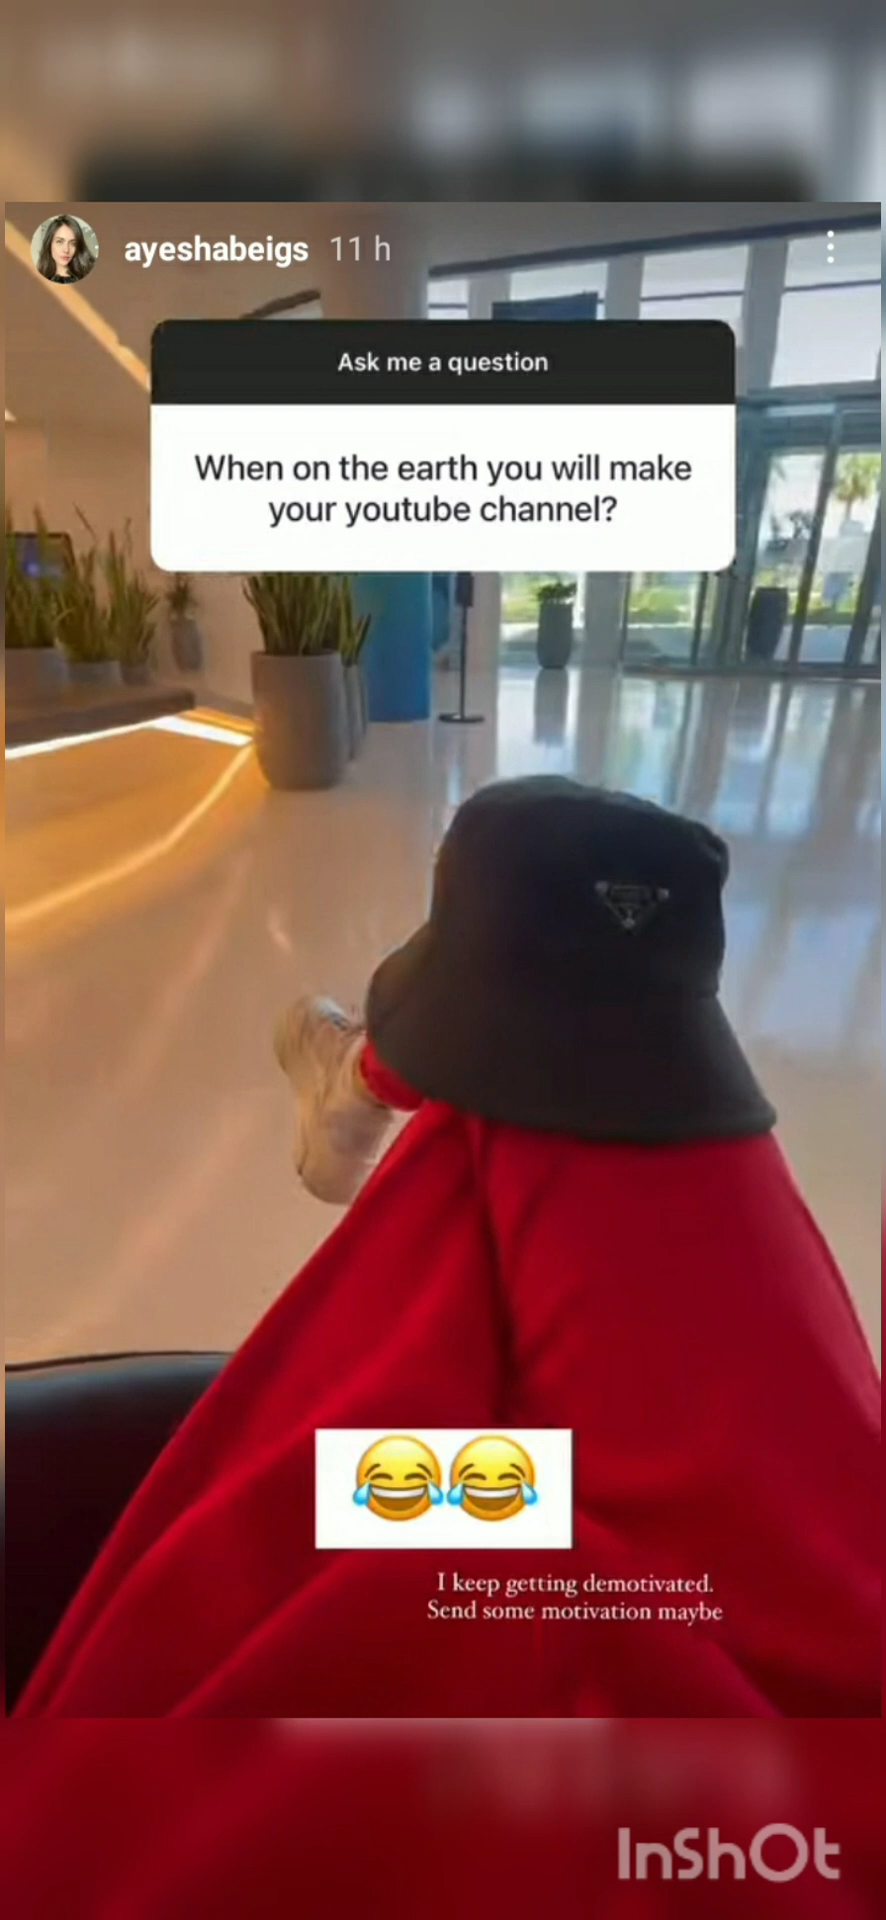 ayeshabeigs 11 h
Ask me a question
When on the earth you will make
your youtube channel?
😂😂
I keep getting demotivated.
Send some motivation maybe
InShOt